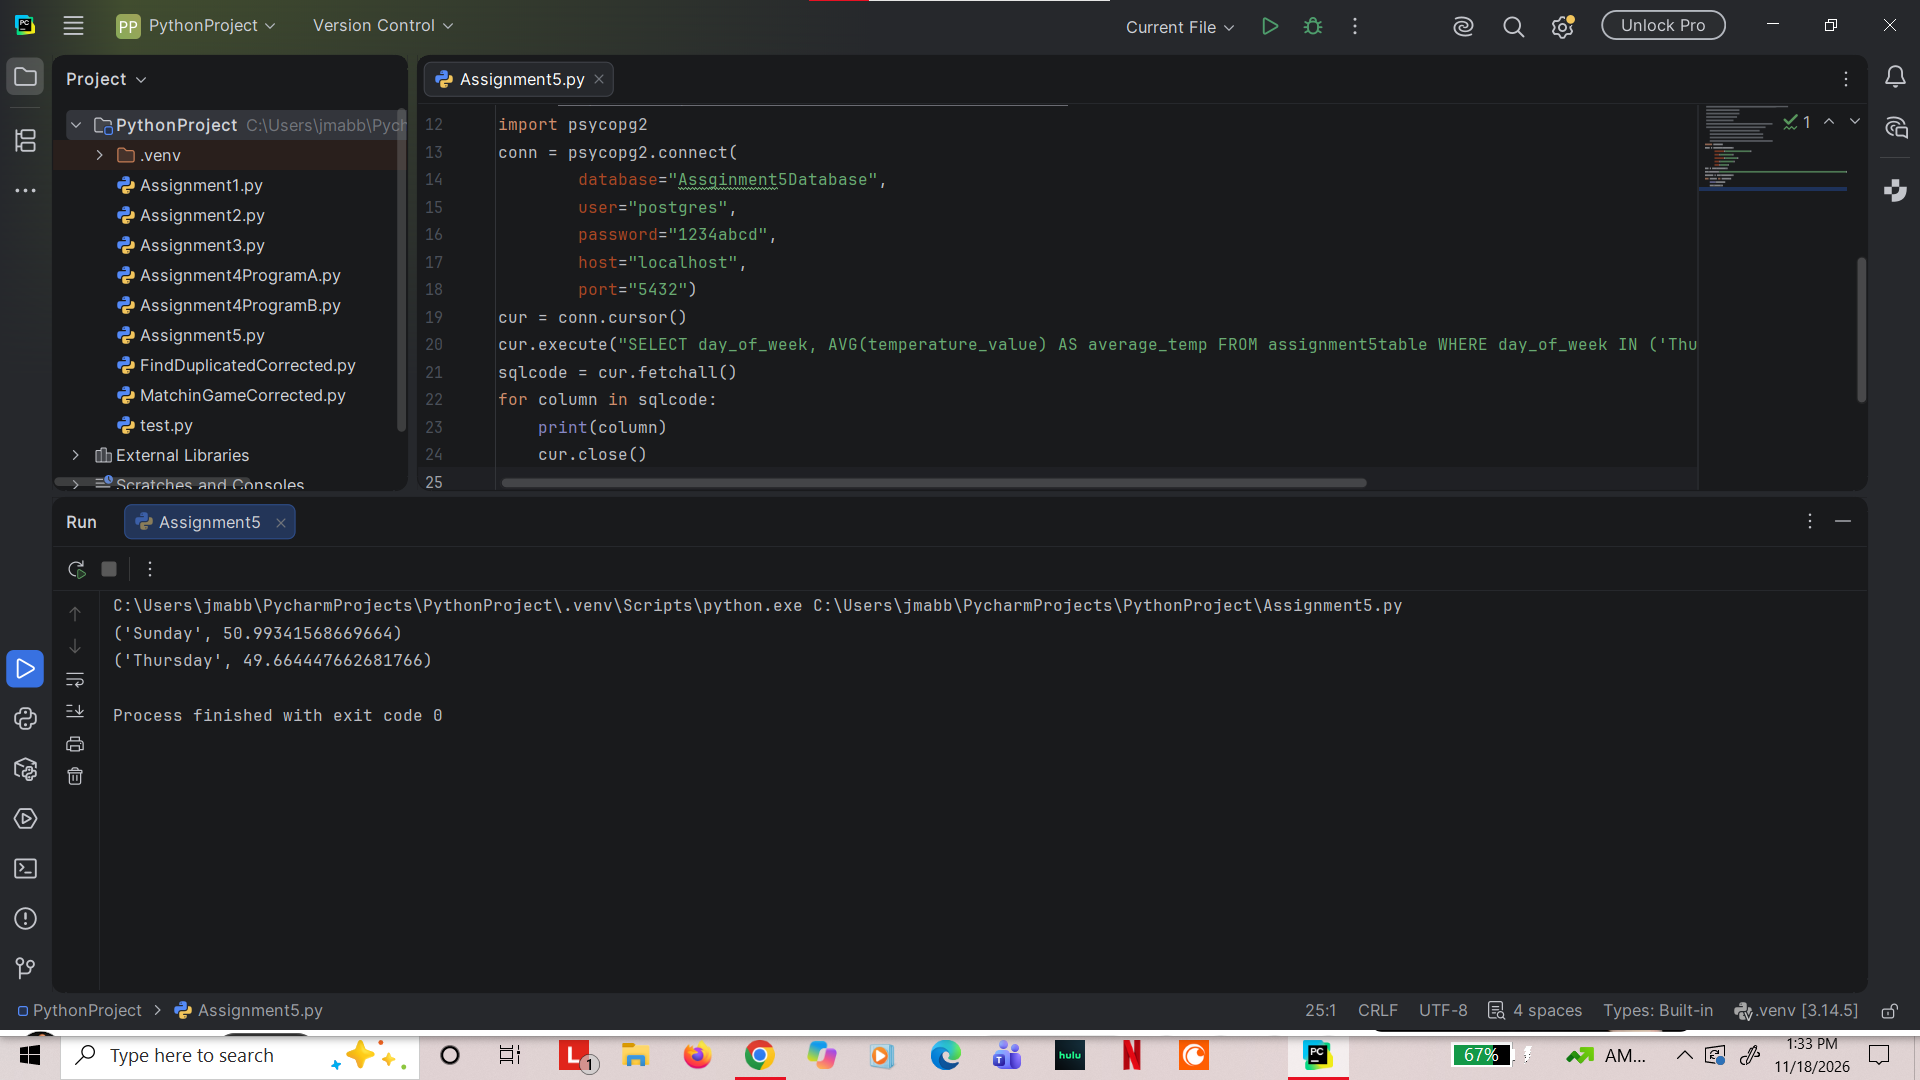 PP PythonProject Version Control Current File Unlock Pro
Project
Assignment5.py
PythonProject C:\Users\jmabb\Pych
.venv
Assignment1.py
Assignment2.py
Assignment3.py
Assignment4ProgramA.py
Assignment4ProgramB.py
Assignment5.py
FindDuplicatedCorrected.py
MatchinGameCorrected.py
test.py
External Libraries
Scratches and Consoles
12 import psycopg2
13 conn = psycopg2.connect(
14 database="Assginment5Database",
15 user="postgres",
16 password="1234abcd",
17 host="localhost",
18 port="5432")
19 cur = conn.cursor()
20 cur.execute("SELECT day_of_week, AVG(temperature_value) AS average_temp FROM assignment5table WHERE day_of_week IN ('Thu
21 sqlcode = cur.fetchall()
22 for column in sqlcode:
23 print(column)
24 cur.close()
25
1
Run Assignment5
C:\Users\jmabb\PycharmProjects\PythonProject\.venv\Scripts\python.exe C:\Users\jmabb\PycharmProjects\PythonProject\Assignment5.py
('Sunday', 50.99341568669664)
('Thursday', 49.664447662681766)
Process finished with exit code 0
PythonProject Assignment5.py 25:1 CRLF UTF-8 4 spaces Types: Built-in .venv [3.14.5]
Type here to search
L 1
T
hulu
N
PC
67%
AM...
1:33 PM
11/18/2026